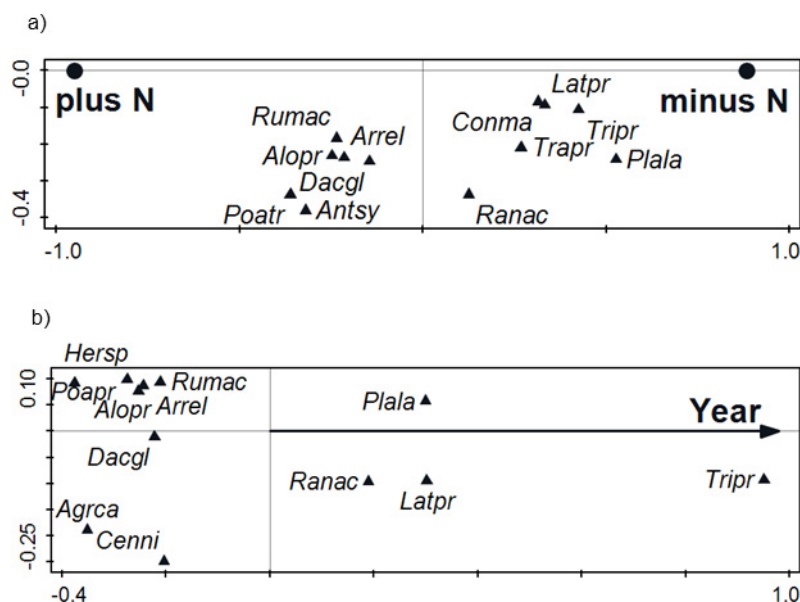 a)
-0.0
plus N
minus N
Latpr
Rumac
Conma
Tripr
Arrel
Alopr
Trapr
Plala
Dacgl
-0.4
Poatr
Antsy
Ranac
-1.0
1.0
b)
Hersp
0.10
Poapr
Rumac
Plala
Year
Alopr
Arrel
Dacgl
Ranac
Latpr
Tripr
Agrca
Cenni
-0.25
-0.4
1.0